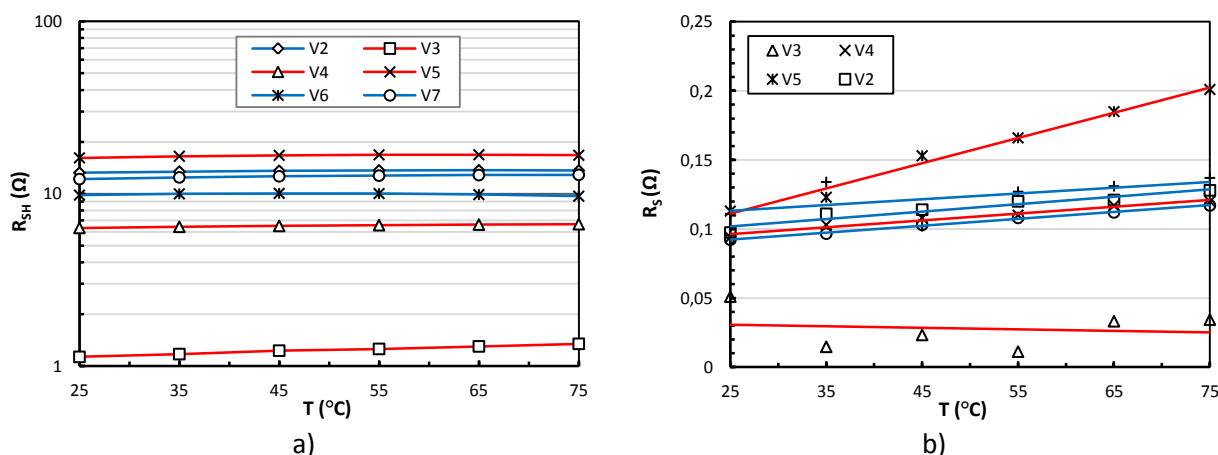 100
10
1
R_SH (Ω)
V2 V3
V4 V5
V6 V7
25 35 45 55 65 75
T (°C)
a)
0,25
0,2
0,15
0,1
0,05
0
R_S (Ω)
V3 V4
V5 V2
25 35 45 55 65 75
T (°C)
b)